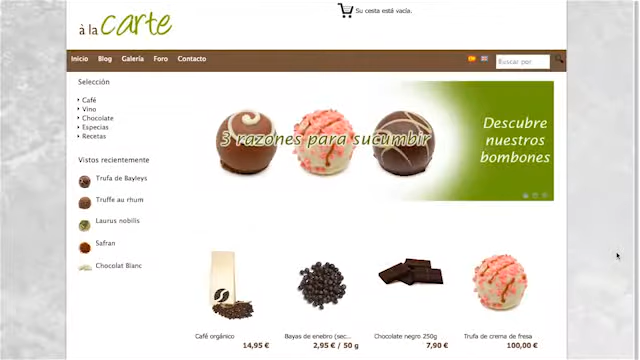 à la carte
Su cesta está vacía.
Inicio Blog Galería Foro Contacto
Buscar por
Selección
Café
Vino
Chocolate
Especias
Recetas
Vistos recientemente
Trufa de Bayleys
Truffe au rhum
Laurus nobilis
Safran
Chocolat Blanc
3 razones para sucumbir
Descubre
nuestros
bombones
Café orgánico
14,95 €
Bayas de enebro (sec...
2,95 € / 50 g
Chocolate negro 250g
7,90 €
Trufa de crema de fresa
100,00 €